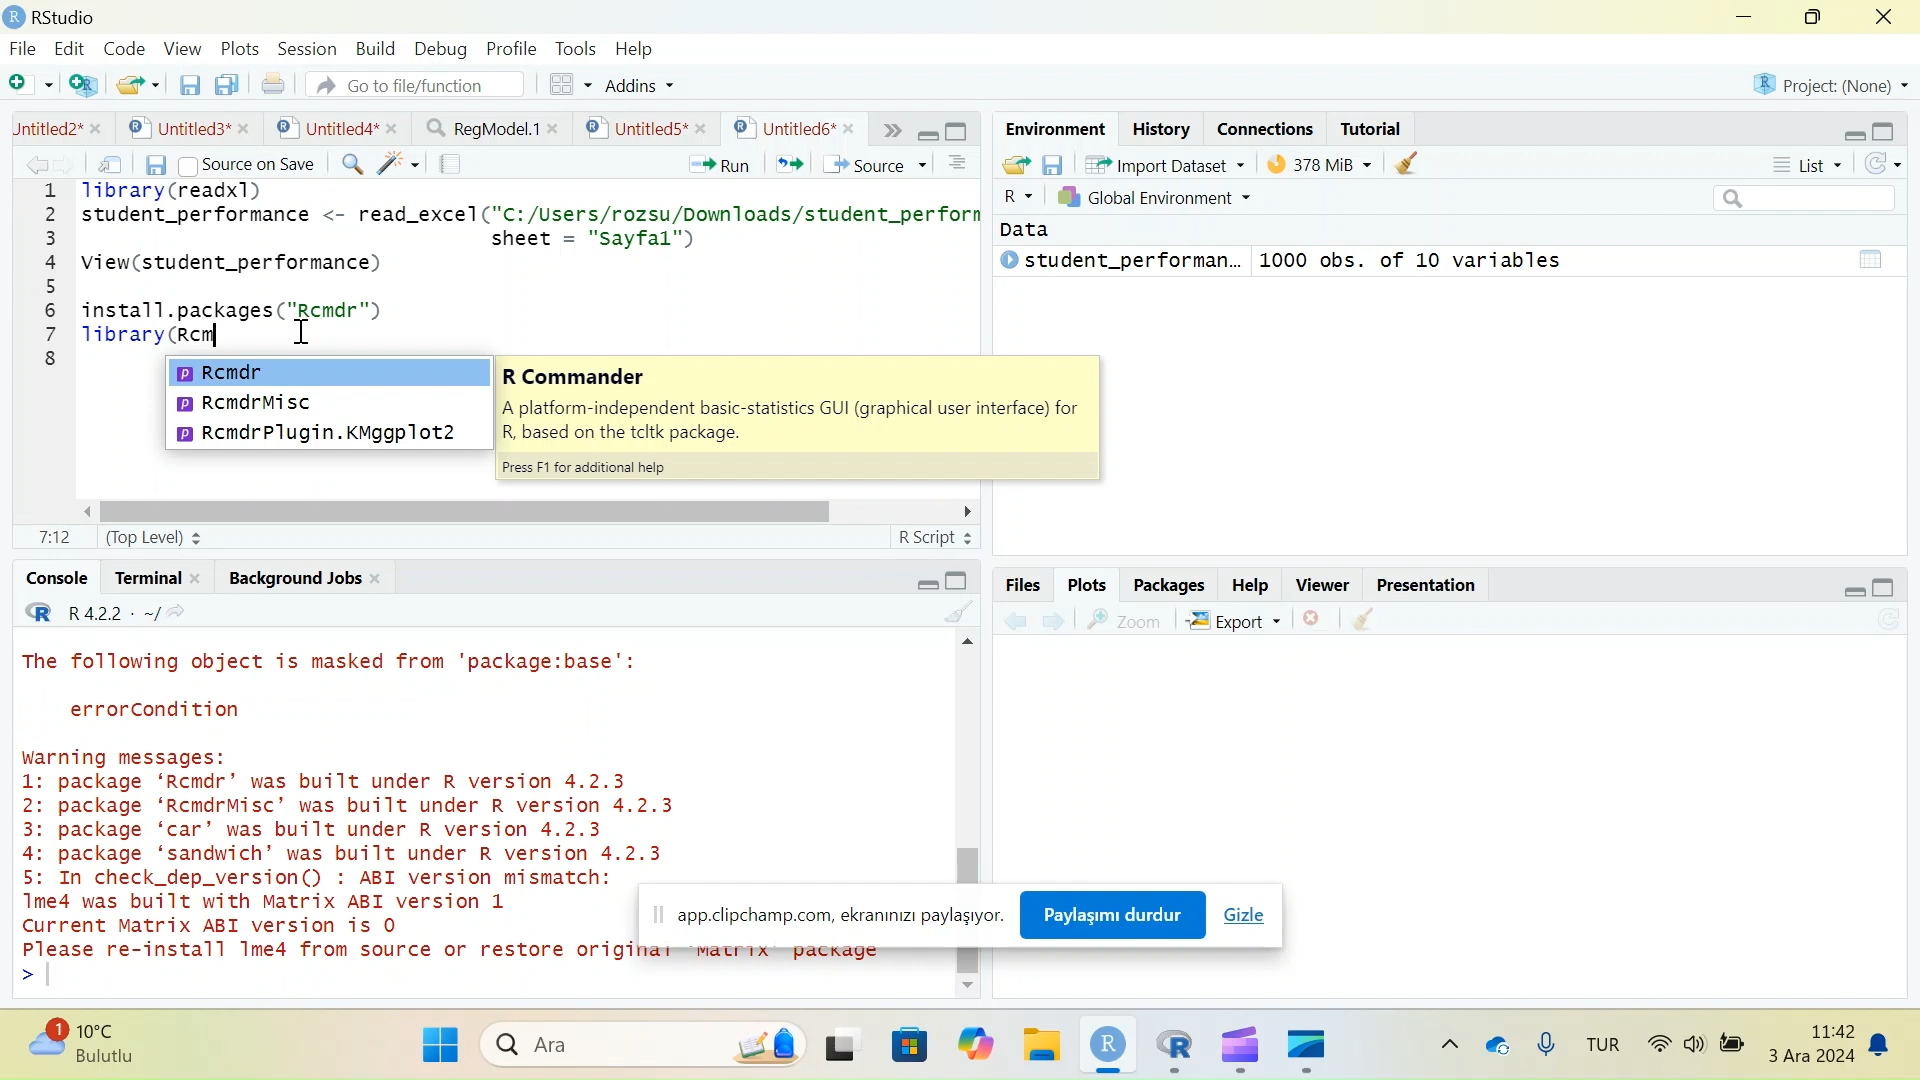 RStudio
File Edit Code View Plots Session Build Debug Profile Tools Help
Go to file/function Addins Project: (None)
Untitled2* Untitled3* Untitled4* RegModel.1 Untitled5* Untitled6*
Source on Save Run Source
1 library(readxl)
2 student_performance <- read_excel("C:/Users/rozsu/Downloads/student_perform
3 sheet = "Sayfa1")
4 View(student_performance)
5
6 install.packages("Rcmdr")
7 library(Rcm
8
Rcmdr
RcmdrMisc
RcmdrPlugin.KMggplot2
R Commander
A platform-independent basic-statistics GUI (graphical user interface) for
R, based on the tcltk package.
Press F1 for additional help
7:12 (Top Level) R Script
Environment History Connections Tutorial
Import Dataset 378 MiB List
R Global Environment
Data
student_performan... 1000 obs. of 10 variables
Console Terminal Background Jobs
R 4.2.2 · ~/
The following object is masked from 'package:base':
errorCondition
Warning messages:
1: package ‘Rcmdr’ was built under R version 4.2.3
2: package ‘RcmdrMisc’ was built under R version 4.2.3
3: package ‘car’ was built under R version 4.2.3
4: package ‘sandwich’ was built under R version 4.2.3
5: In check_dep_version() : ABI version mismatch:
lme4 was built with Matrix ABI version 1
Current Matrix ABI version is 0
Please re-install lme4 from source or restore original ‘Matrix’ package
>
Files Plots Packages Help Viewer Presentation
Zoom Export
app.clipchamp.com, ekranınızı paylaşıyor. Paylaşımı durdur Gizle
1 10°C
Bulutlu
Ara
TUR
11:42
3 Ara 2024